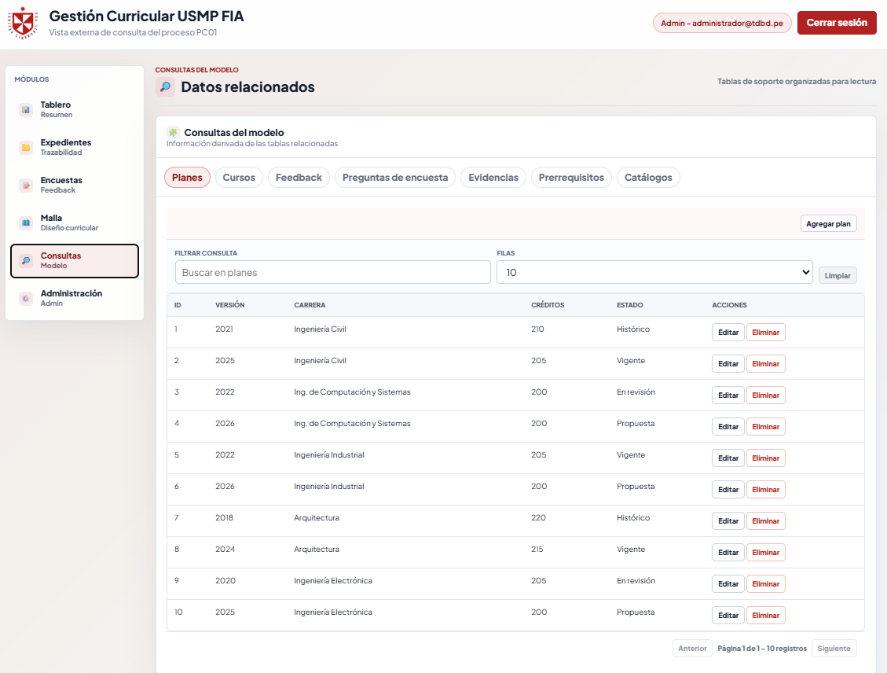 Gestión Curricular USMP FIA
Vista externa de consulta del proceso PC01
Admin - administrador@tdbd.pe
Cerrar sesión
MÓDULOS
Tablero
Resumen
Expedientes
Trazabilidad
Encuestas
Feedback
Malla
Diseño curricular
Consultas
Modelo
Administración
Admin
CONSULTAS DEL MODELO
Datos relacionados
Tablas de soporte organizadas para lectura
Consultas del modelo
Información derivada de las tablas relacionadas
Planes Cursos Feedback Preguntas de encuesta Evidencias Prerrequisitos Catálogos
Agregar plan
FILTRAR CONSULTA FILAS
Buscar en planes 10 Limpiar
ID VERSIÓN CARRERA CRÉDITOS ESTADO ACCIONES
1 2021 Ingeniería Civil 210 Histórico Editar Eliminar
2 2025 Ingeniería Civil 205 Vigente Editar Eliminar
3 2022 Ing. de Computación y Sistemas 200 En revisión Editar Eliminar
4 2026 Ing. de Computación y Sistemas 200 Propuesta Editar Eliminar
5 2022 Ingeniería Industrial 205 Vigente Editar Eliminar
6 2026 Ingeniería Industrial 200 Propuesta Editar Eliminar
7 2018 Arquitectura 220 Histórico Editar Eliminar
8 2024 Arquitectura 215 Vigente Editar Eliminar
9 2020 Ingeniería Electrónica 205 En revisión Editar Eliminar
10 2025 Ingeniería Electrónica 200 Propuesta Editar Eliminar
Anterior Página 1 de 1 - 10 registros Siguiente